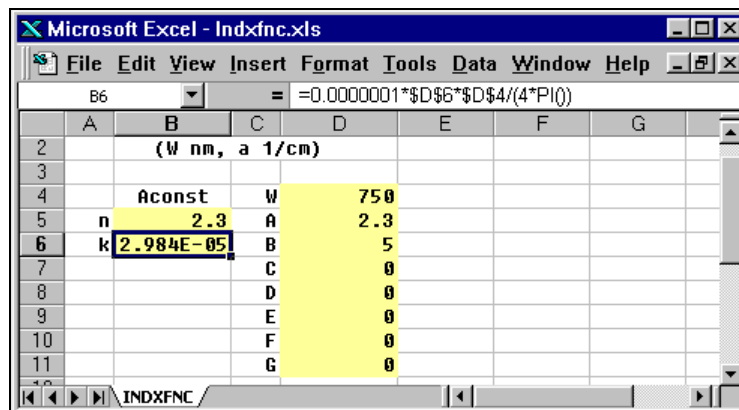 Microsoft Excel - Indxfnc.xls
File Edit View Insert Format Tools Data Window Help
B6 = =0.0000001*$D$6*$D$4/(4*PI())
A B C D E F G
2 (W nm, a 1/cm)
3
4 Aconst W 750
5 n 2.3 A 2.3
6 k 2.984E-05 B 5
7 C 0
8 D 0
9 E 0
10 F 0
11 G 0
INDXFNC